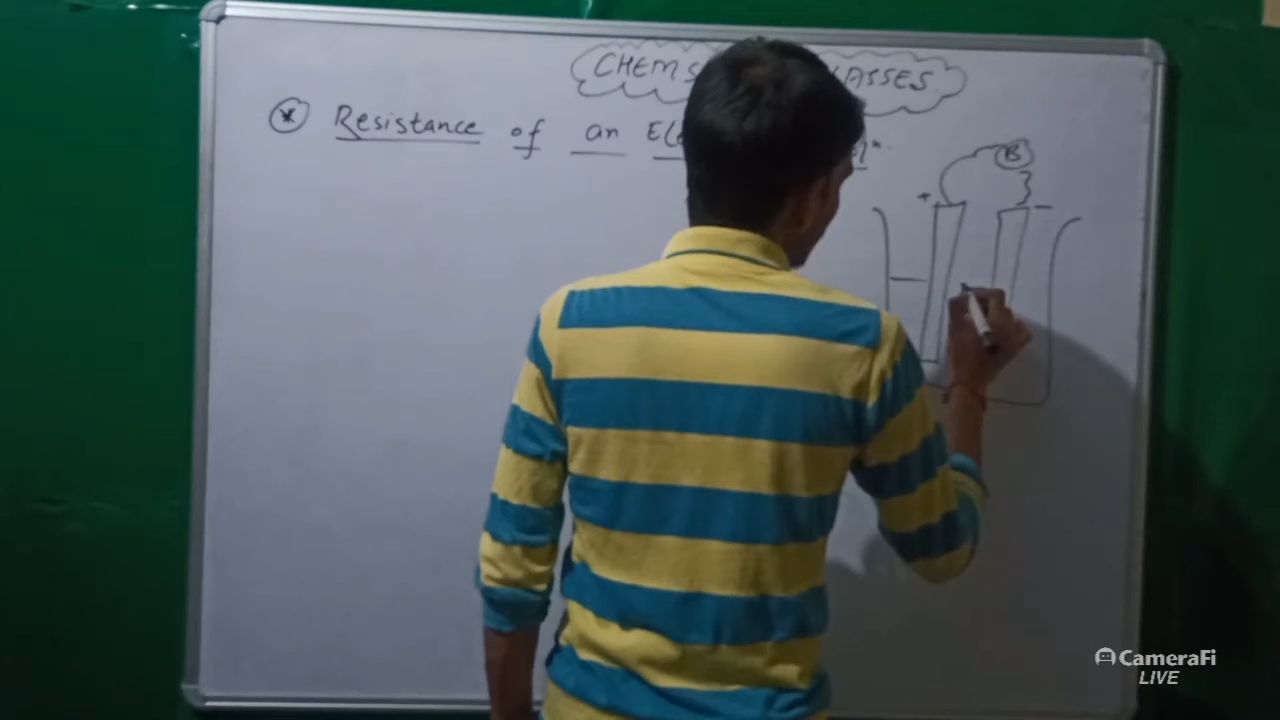 CHEM ASSES
* Resistance of an
B
+ −
CameraFi
LIVE